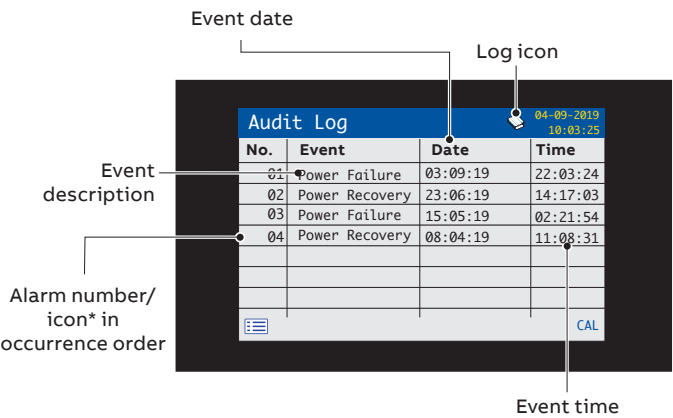 Event date
Log icon
Audit Log
04-09-2019
10:03:25
No. Event Date Time
Event
description
01 Power Failure 03:09:19 22:03:24
02 Power Recovery 23:06:19 14:17:03
03 Power Failure 15:05:19 02:21:54
04 Power Recovery 08:04:19 11:08:31
Alarm number/
icon* in
occurrence order
CAL
Event time